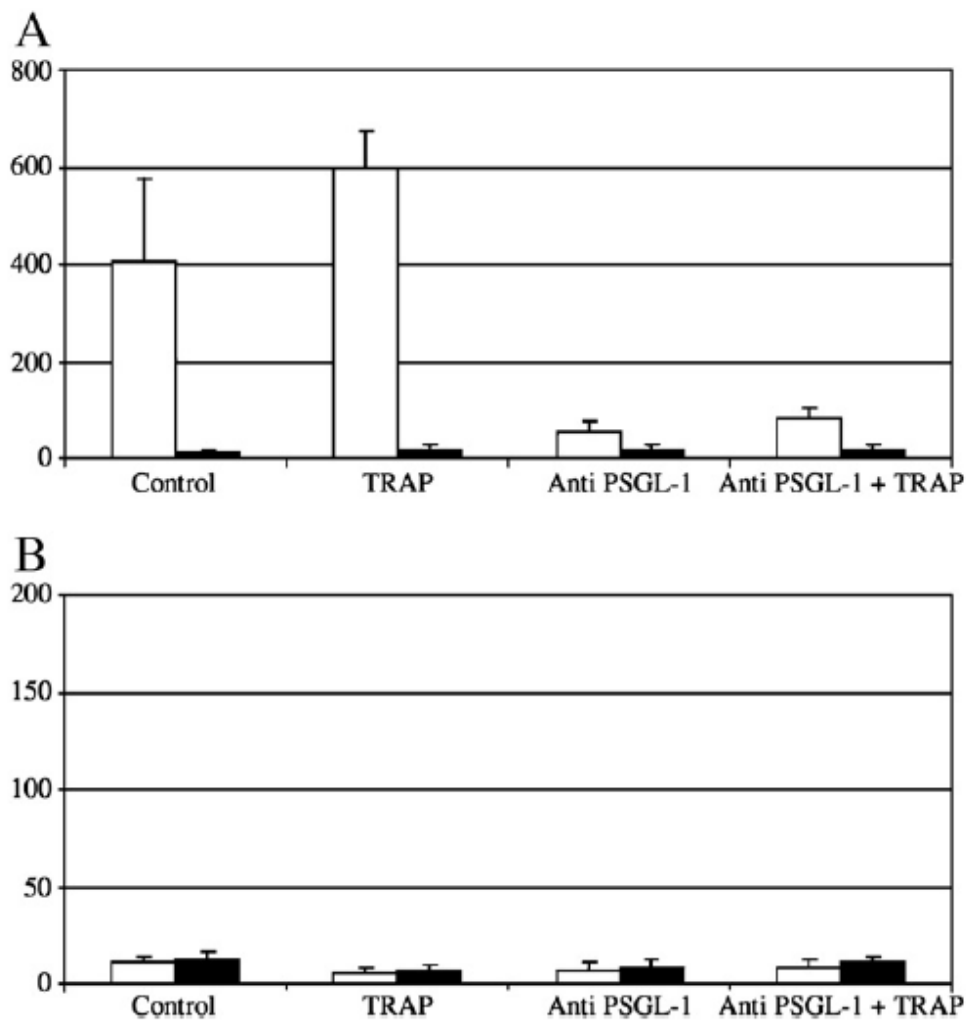 A
800
600
400
200
0
Control TRAP Anti PSGL-1 Anti PSGL-1 + TRAP
B
200
150
100
50
0
Control TRAP Anti PSGL-1 Anti PSGL-1 + TRAP